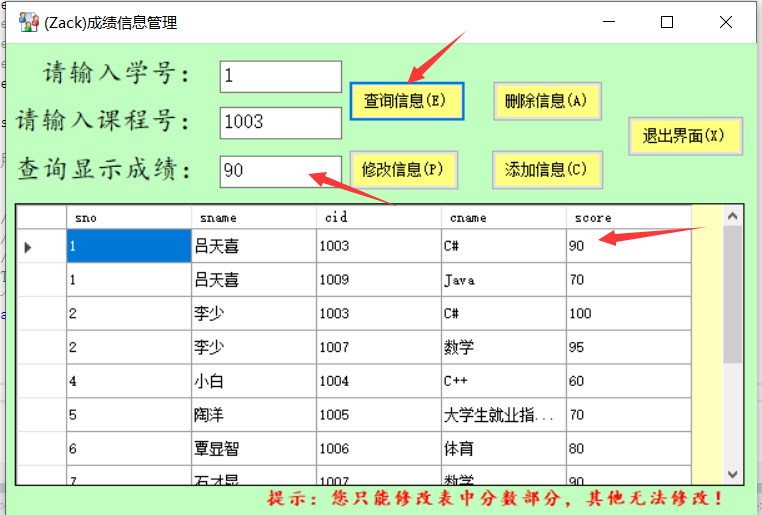 (Zack)成绩信息管理
请输入学号： 1
查询信息(E) 删除信息(A)
请输入课程号： 1003
退出界面(X)
查询显示成绩： 90
修改信息(P) 添加信息(C)
sno sname cid cname score
1 吕天喜 1003 C# 90
1 吕天喜 1009 Java 70
2 李少 1003 C# 100
2 李少 1007 数学 95
4 小白 1004 C++ 60
5 陶洋 1005 大学生就业指... 70
6 覃显智 1006 体育 80
7 石才昆 1007 数学 90
提示：您只能修改表中分数部分，其他无法修改！